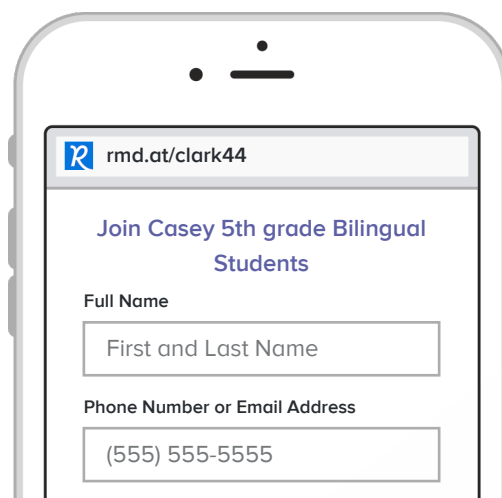 rmd.at/clark44
Join Casey 5th grade Bilingual
Students
Full Name
First and Last Name
Phone Number or Email Address
(555) 555-5555